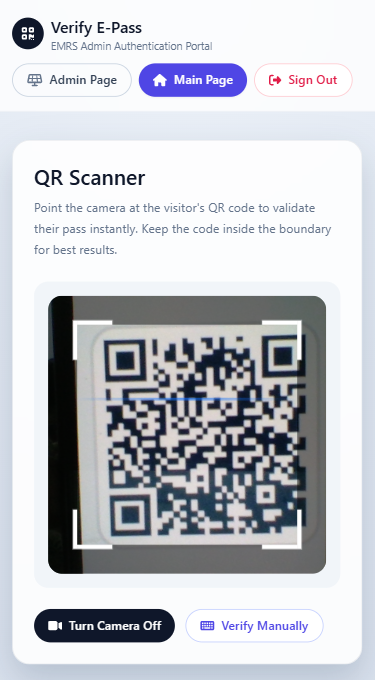 Verify E-Pass
EMRS Admin Authentication Portal
Admin Page
Main Page
Sign Out
QR Scanner
Point the camera at the visitor's QR code to validate
their pass instantly. Keep the code inside the boundary
for best results.
Turn Camera Off
Verify Manually